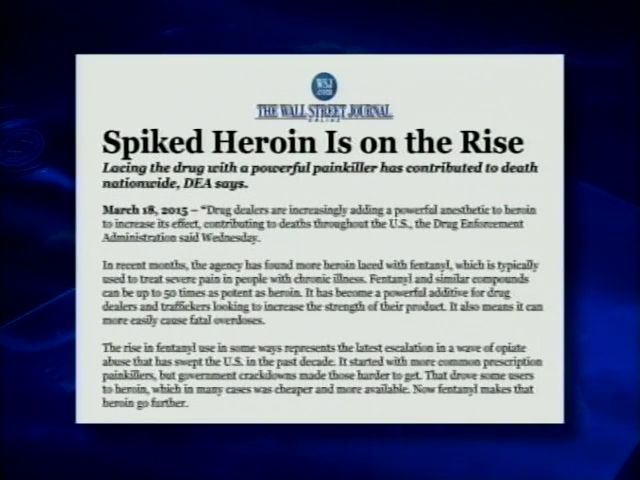 WSJ
.com
THE WALL STREET JOURNAL
ONLINE
Spiked Heroin Is on the Rise
Lacing the drug with a powerful painkiller has contributed to death
nationwide, DEA says.
March 18, 2015 – "Drug dealers are increasingly adding a powerful anesthetic to heroin
to increase its effect, contributing to deaths throughout the U.S., the Drug Enforcement
Administration said Wednesday.
In recent months, the agency has found more heroin laced with fentanyl, which is typically
used to treat severe pain in people with chronic illness. Fentanyl and similar compounds
can be up to 50 times as potent as heroin. It has become a powerful additive for drug
dealers and traffickers looking to increase the strength of their product. It also means it can
more easily cause fatal overdoses.
The rise in fentanyl use in some ways represents the latest escalation in a wave of opiate
abuse that has swept the U.S. in the past decade. It started with more common prescription
painkillers, but government crackdowns made those harder to get. That drove some users
to heroin, which in many cases was cheaper and more available. Now fentanyl makes that
heroin go further.